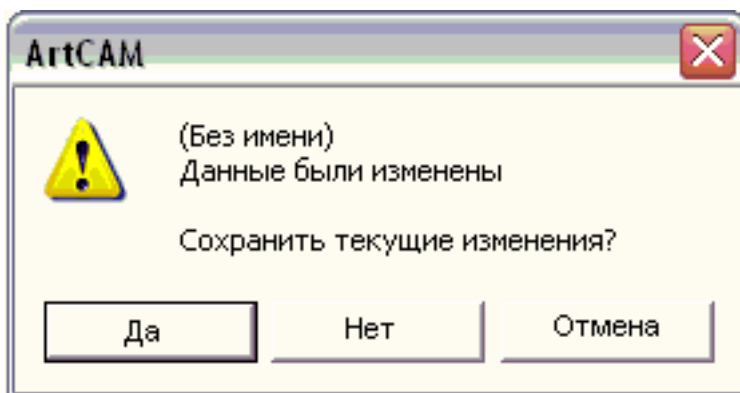 ArtCAM
(Без имени)
Данные были изменены
Сохранить текущие изменения?
Да
Нет
Отмена